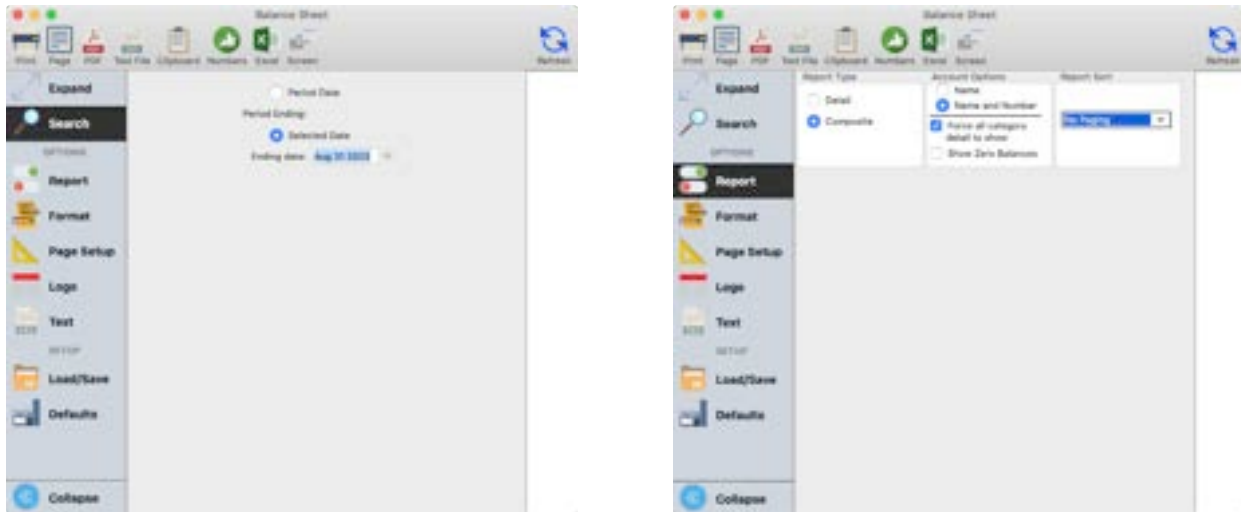 Balance Sheet
Print Page PDF Text File Clipboard Numbers Excel Screen Refresh
Expand
Search
OPTIONS
Report
Format
Page Setup
Logo
Text
SETUP
Load/Save
Defaults
Collapse
Period Date
Period Ending:
Selected Date
Ending date: Aug 31 2023
Balance Sheet
Print Page PDF Text File Clipboard Numbers Excel Screen Refresh
Expand
Search
OPTIONS
Report
Format
Page Setup
Logo
Text
SETUP
Load/Save
Defaults
Collapse
Report Type
Detail
Composite
Account Options
Name
Name and Number
Force all category
detail to show
Show Zero Balances
Report Sort
No Paging